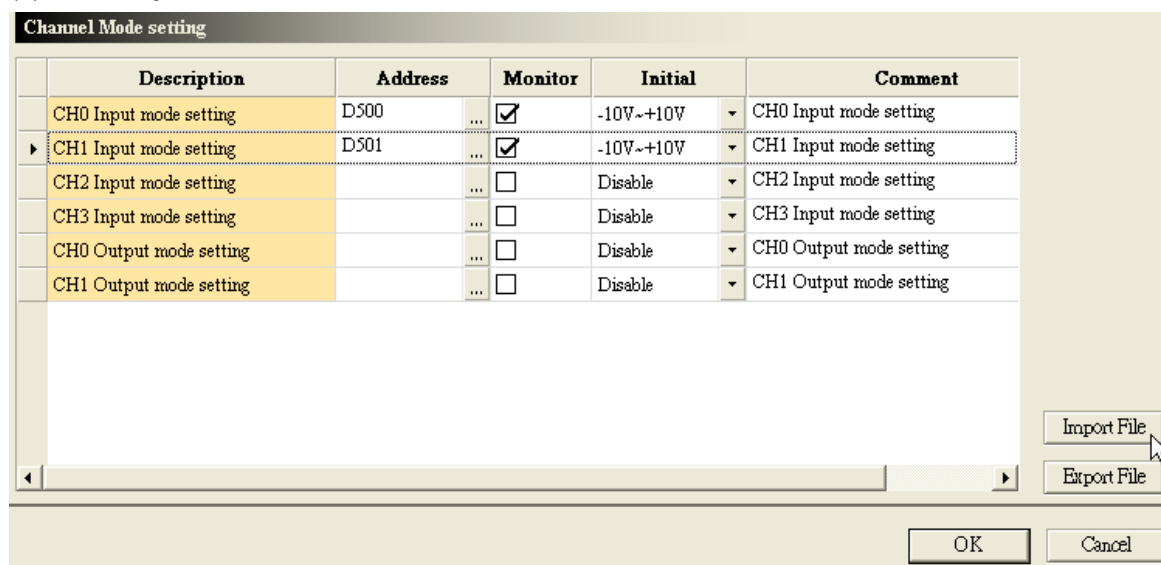 Channel Mode setting
Description Address Monitor Initial Comment
CH0 Input mode setting D500 ... -10V~+10V CH0 Input mode setting
CH1 Input mode setting D501 ... -10V~+10V CH1 Input mode setting
CH2 Input mode setting ... Disable CH2 Input mode setting
CH3 Input mode setting ... Disable CH3 Input mode setting
CH0 Output mode setting ... Disable CH0 Output mode setting
CH1 Output mode setting ... Disable CH1 Output mode setting
Import File
Export File
OK Cancel